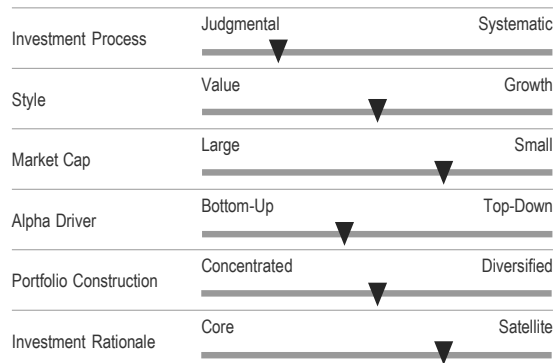 Investment Process Judgmental Systematic
Style Value Growth
Market Cap Large Small
Alpha Driver Bottom-Up Top-Down
Portfolio Construction Concentrated Diversified
Investment Rationale Core Satellite